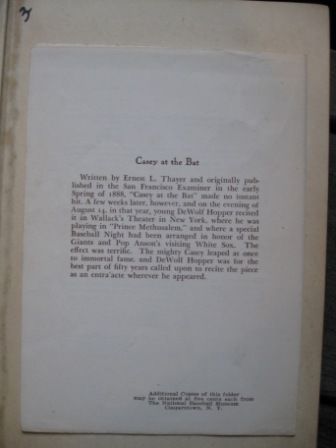 3
Casey at the Bat
Written by Ernest L. Thayer and originally pub-
lished in the San Francisco Examiner in the early
Spring of 1888, "Casey at the Bat" made no instant
hit. A few weeks later, however, and on the evening of
August 14, in that year, young DeWolf Hopper recited
it in Wallack's Theater in New York, where he was
playing in "Prince Methusalem," and where a special
Baseball Night had been arranged in honor of the
Giants and Pop Anson's visiting White Sox. The
effect was terrific. The mighty Casey leaped as once
to immortal fame, and DeWolf Hopper was for the
best part of fifty years called upon to recite the piece
as an entra'acte wherever he appeared.
Additional Copies of this folder
may be obtained at five cents each from
The National Baseball Museum
Cooperstown, N. Y.